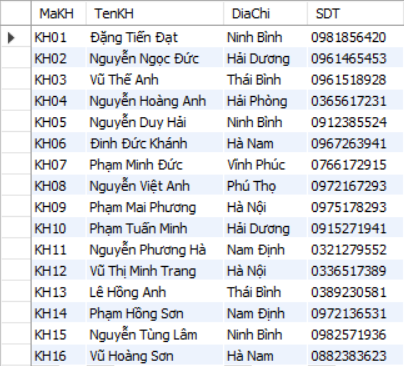 MaKH TenKH DiaChi SDT
KH01 Đặng Tiến Đạt Ninh Bình 0981856420
KH02 Nguyễn Ngọc Đức Hải Dương 0961465453
KH03 Vũ Thế Anh Thái Bình 0961518928
KH04 Nguyễn Hoàng Anh Hải Phòng 0365617231
KH05 Nguyễn Duy Hải Ninh Bình 0912385524
KH06 Đinh Đức Khánh Hà Nam 0967263941
KH07 Phạm Minh Đức Vĩnh Phúc 0766172915
KH08 Nguyễn Việt Anh Phú Thọ 0972167293
KH09 Phạm Mai Phương Hà Nội 0975178293
KH10 Phạm Tuấn Minh Hải Dương 0915271941
KH11 Nguyễn Phương Hà Nam Định 0321279552
KH12 Vũ Thị Minh Trang Hà Nội 0336517389
KH13 Lê Hồng Anh Thái Bình 0389230581
KH14 Phạm Hồng Sơn Nam Định 0972136531
KH15 Nguyễn Tùng Lâm Ninh Bình 0982571936
KH16 Vũ Hoàng Sơn Hà Nam 0882383623